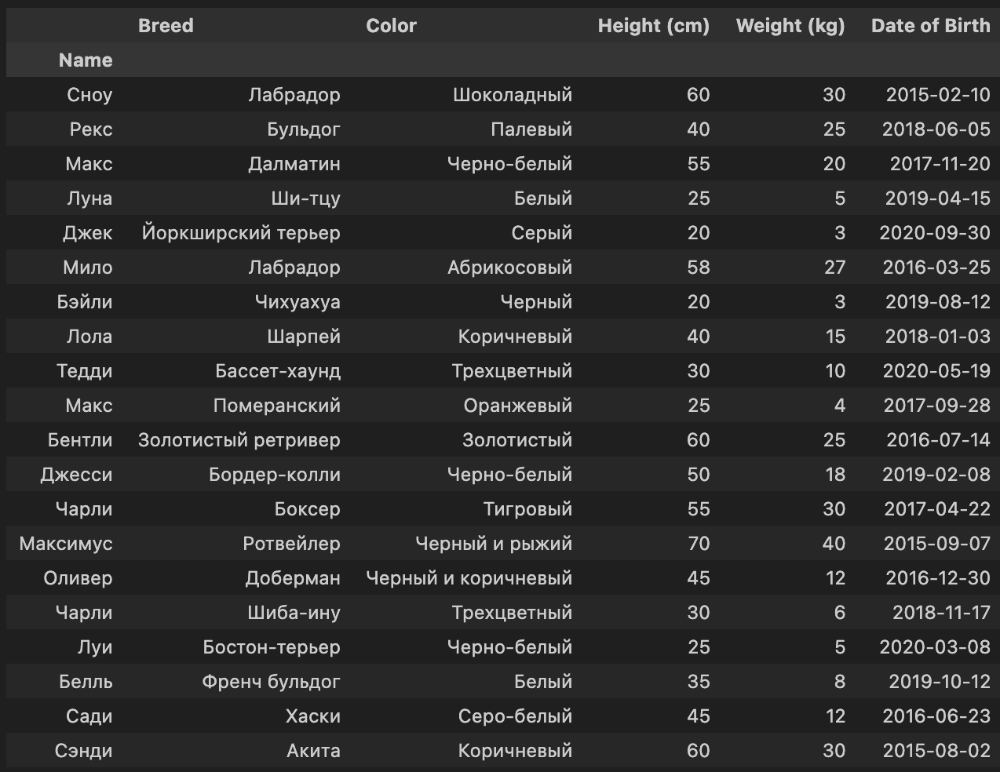 Breed Color Height (cm) Weight (kg) Date of Birth
Name
Сноу Лабрадор Шоколадный 60 30 2015-02-10
Рекс Бульдог Палевый 40 25 2018-06-05
Макс Далматин Черно-белый 55 20 2017-11-20
Луна Ши-тцу Белый 25 5 2019-04-15
Джек Йоркширский терьер Серый 20 3 2020-09-30
Мило Лабрадор Абрикосовый 58 27 2016-03-25
Бэйли Чихуахуа Черный 20 3 2019-08-12
Лола Шарпей Коричневый 40 15 2018-01-03
Тедди Бассет-хаунд Трехцветный 30 10 2020-05-19
Макс Померанский Оранжевый 25 4 2017-09-28
Бентли Золотистый ретривер Золотистый 60 25 2016-07-14
Джесси Бордер-колли Черно-белый 50 18 2019-02-08
Чарли Боксер Тигровый 55 30 2017-04-22
Максимус Ротвейлер Черный и рыжий 70 40 2015-09-07
Оливер Доберман Черный и коричневый 45 12 2016-12-30
Чарли Шиба-ину Трехцветный 30 6 2018-11-17
Луи Бостон-терьер Черно-белый 25 5 2020-03-08
Белль Френч бульдог Белый 35 8 2019-10-12
Сади Хаски Серо-белый 45 12 2016-06-23
Сэнди Акита Коричневый 60 30 2015-08-02